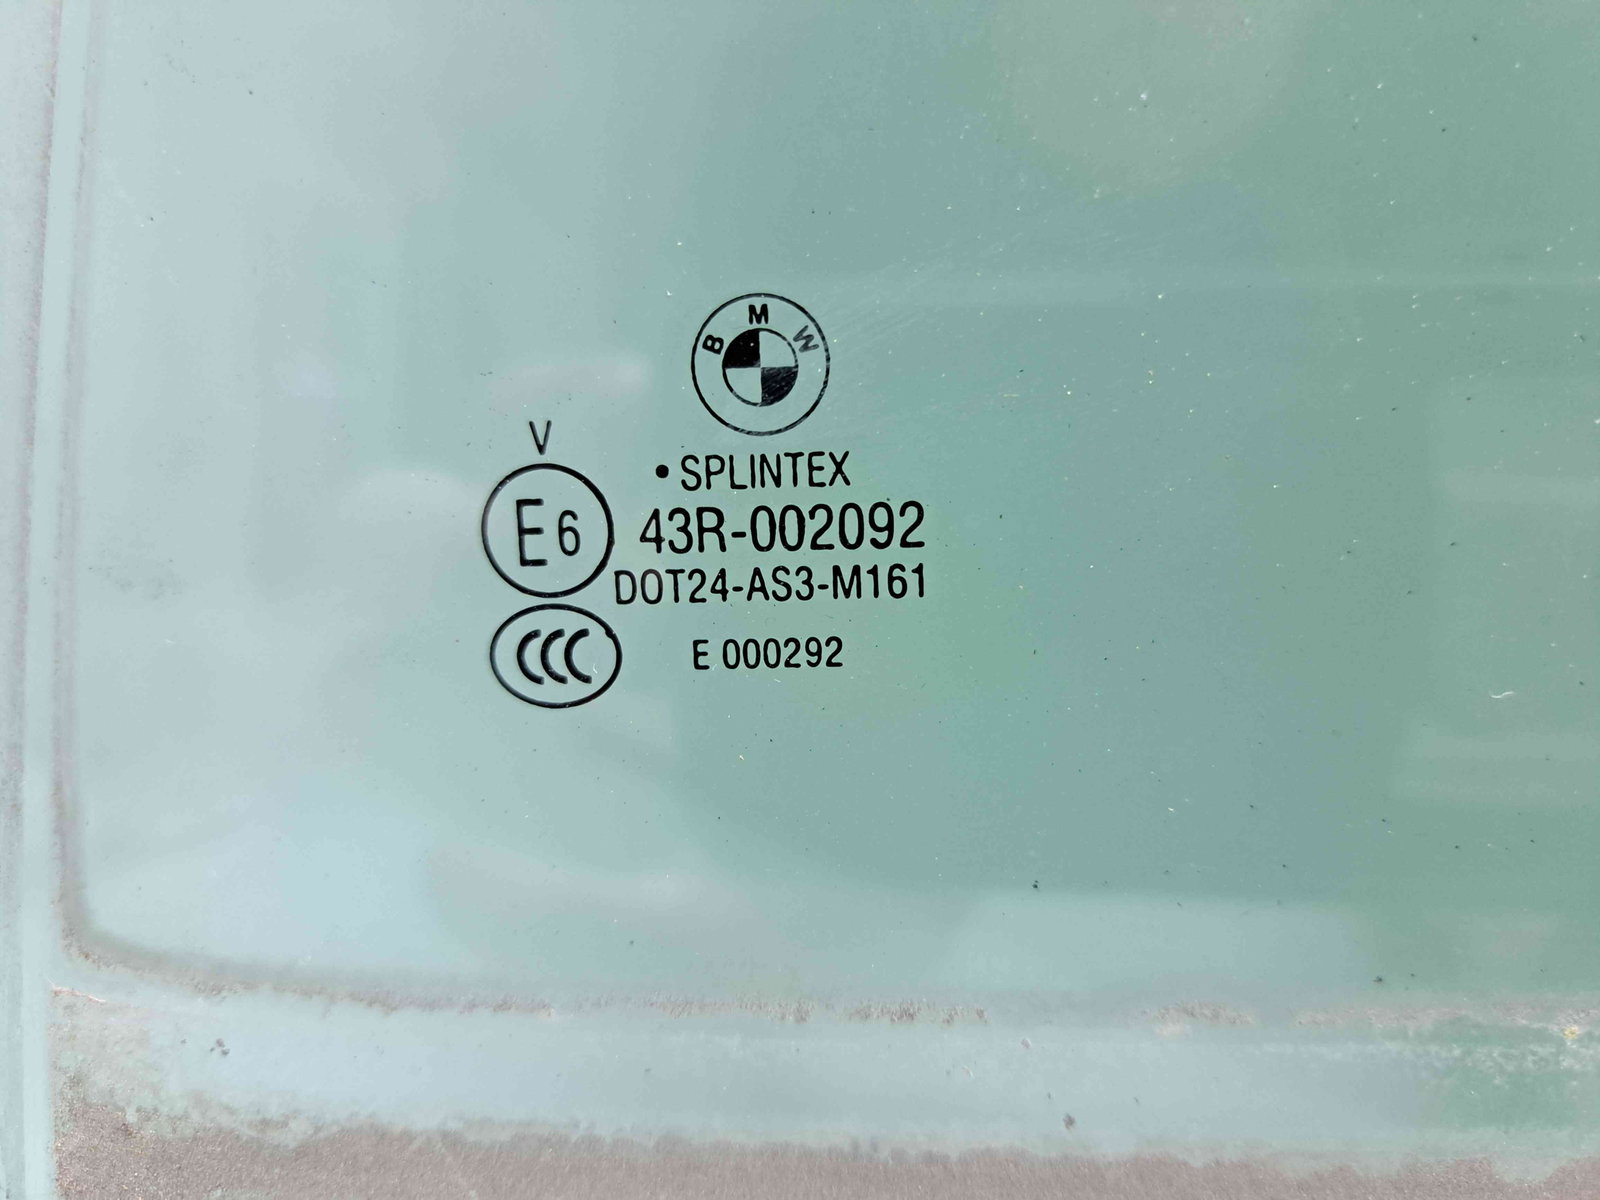 BMW
V
• SPLINTEX
E6 43R-002092
DOT24-AS3-M161
CCC E 000292